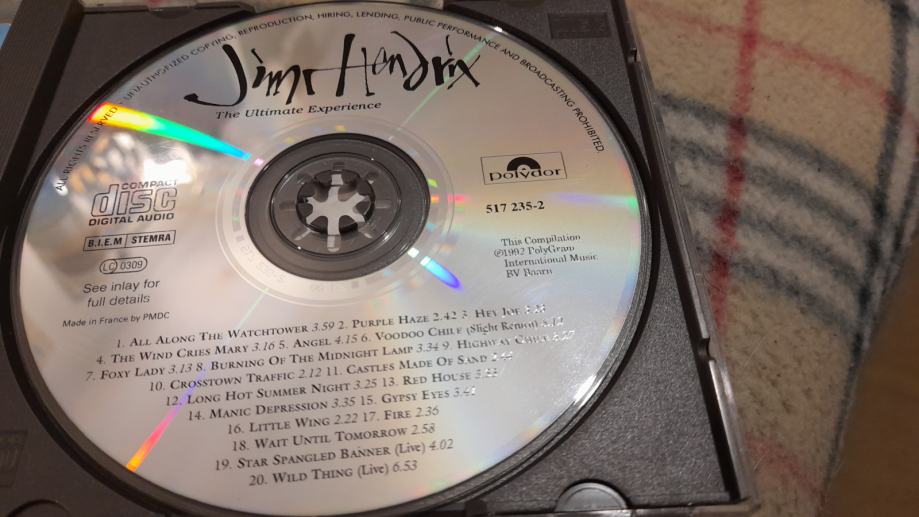 ALL RIGHTS RESERVED. UNAUTHORIZED COPYING, REPRODUCTION, HIRING, LENDING, PUBLIC PERFORMANCE AND BROADCASTING PROHIBITED.
Jimi Hendrix
The Ultimate Experience
COMPACT
disc
DIGITAL AUDIO
B.I.E.M STEMRA
LC 0309
See inlay for
full details
Made in France by PMDC
polydor
517 235-2
This Compilation
℗1992 PolyGram
International Music
BV Baarn
1. ALL ALONG THE WATCHTOWER 3.59 2. PURPLE HAZE 2.42 3. HEY JOE 3.23
4. THE WIND CRIES MARY 3.16 5. ANGEL 4.15 6. VOODOO CHILE (Slight Return)
7. FOXY LADY 3.13 8. BURNING OF THE MIDNIGHT LAMP 3.34 9. HIGHWAY CHILE
10. CROSSTOWN TRAFFIC 2.12 11. CASTLES MADE OF SAND
12. LONG HOT SUMMER NIGHT 3.25 13. RED HOUSE
14. MANIC DEPRESSION 3.35 15. GYPSY EYES
16. LITTLE WING 2.22 17. FIRE 2.36
18. WAIT UNTIL TOMORROW 2.58
19. STAR SPANGLED BANNER (Live) 4.02
20. WILD THING (Live) 6.53